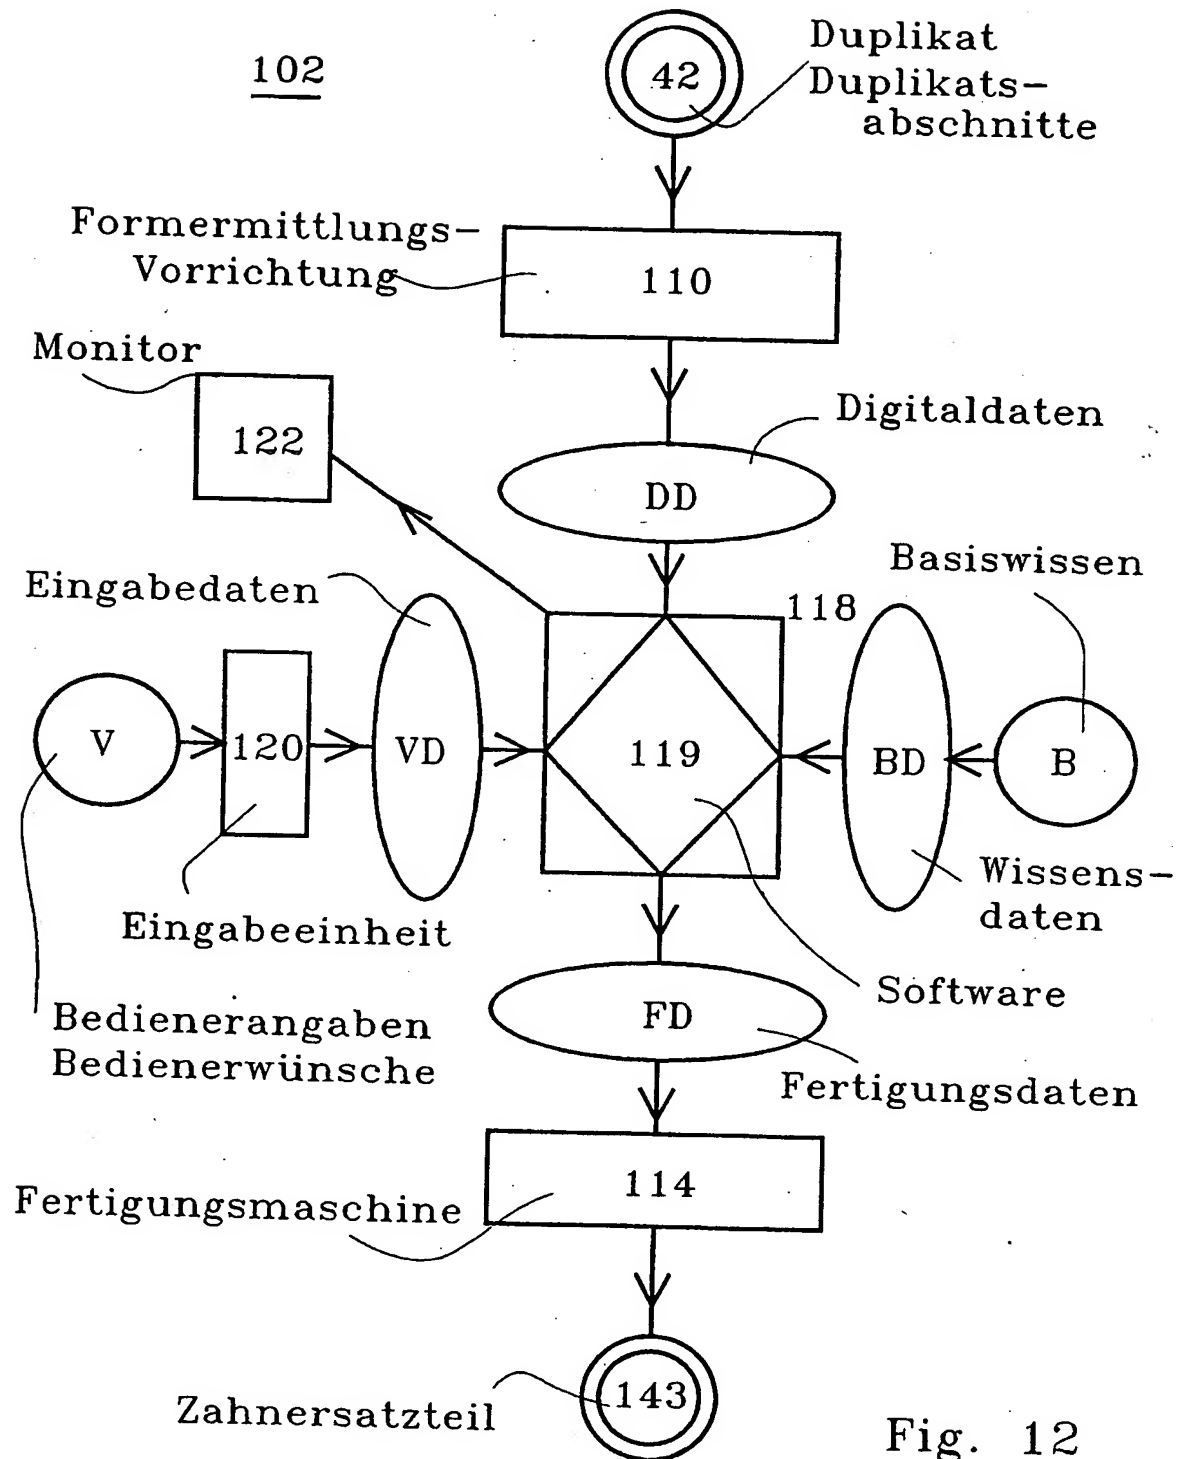 102
42
Duplikat
Duplikats-
abschnitte
Formermittlungs-
Vorrichtung
110
Monitor
122
Digitaldaten
DD
Basiswissen
Eingabedaten
118
V
120
VD
119
BD
B
Wissens-
daten
Eingabeeinheit
Software
Bedienerangaben
Bedienerwünsche
FD
Fertigungsdaten
114
Fertigungsmaschine
143
Zahnersatzteil
Fig. 12